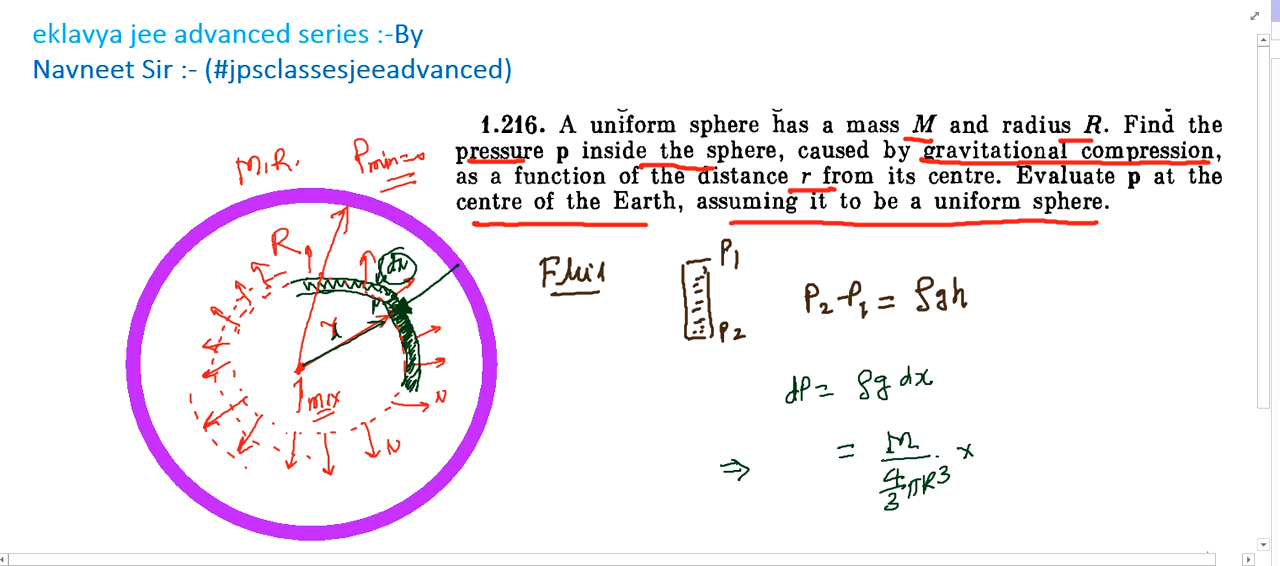 eklavya jee advanced series :-By
Navneet Sir :- (#jpsclassesjeeadvanced)
1.216. A uniform sphere has a mass M and radius R. Find the
pressure p inside the sphere, caused by gravitational compression,
as a function of the distance r from its centre. Evaluate p at the
centre of the Earth, assuming it to be a uniform sphere.
M,R.
Pmin=0
R
dx
P
x
max
N
N
P1
P2
P2-P1 = ρgh
dP = ρg dx
⇒ = M/(4/3 πR³) ×